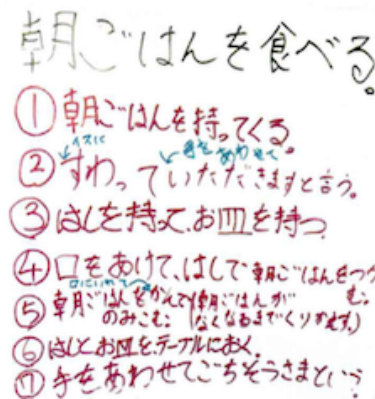 朝ごはんを食べる。
①朝ごはんを持ってくる。
イスに 手をあわせて
②すわっていただきますと言う。
③はしを持って、お皿を持つ
④口をあけて、はしで朝ごはんをつかむ。
口にいれて
⑤朝ごはんをかんでのみこむ。(朝ごはんがなくなるまでくりかえす。)
⑥はしとお皿をテーブルにおく。
⑦手をあわせてごちそうさまという。